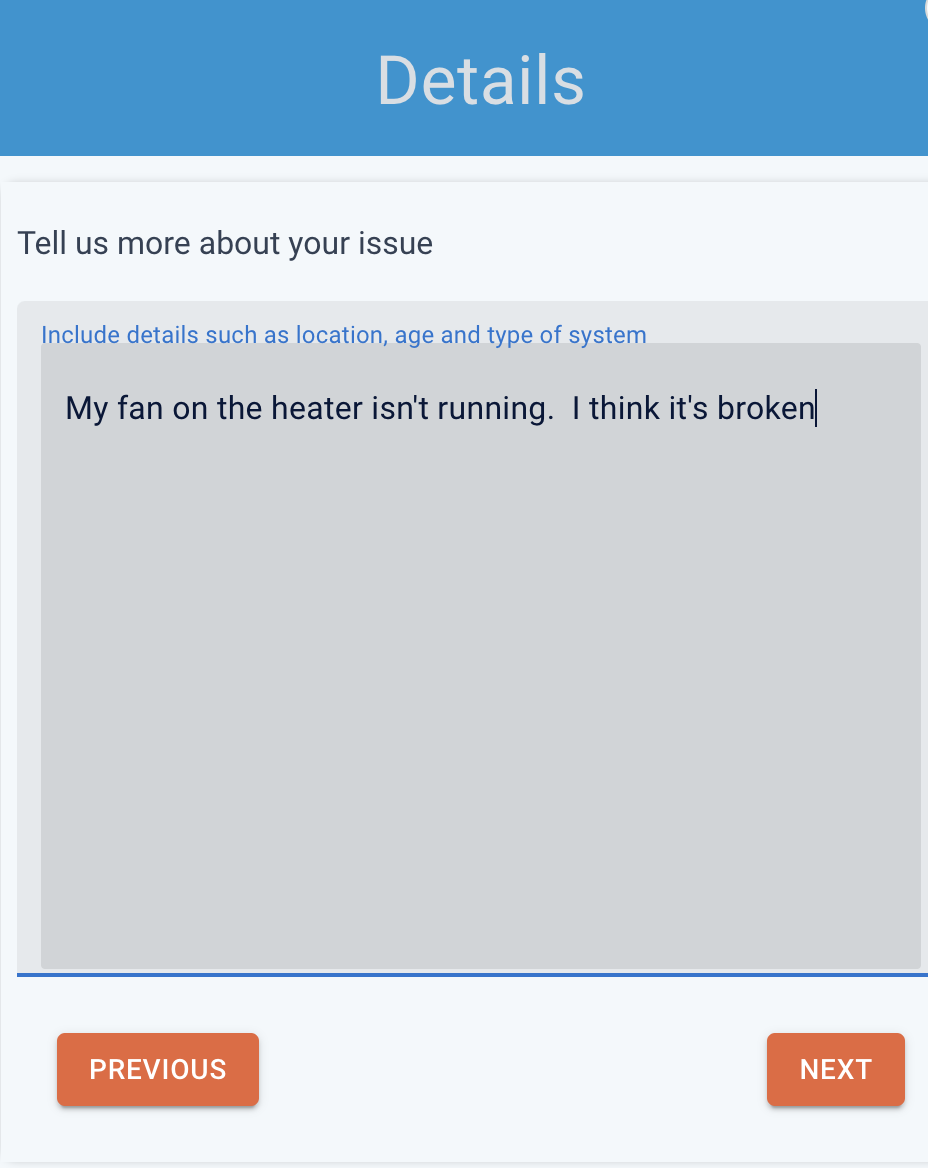 Details
Tell us more about your issue
Include details such as location, age and type of system
My fan on the heater isn't running.  I think it's broken
PREVIOUS
NEXT